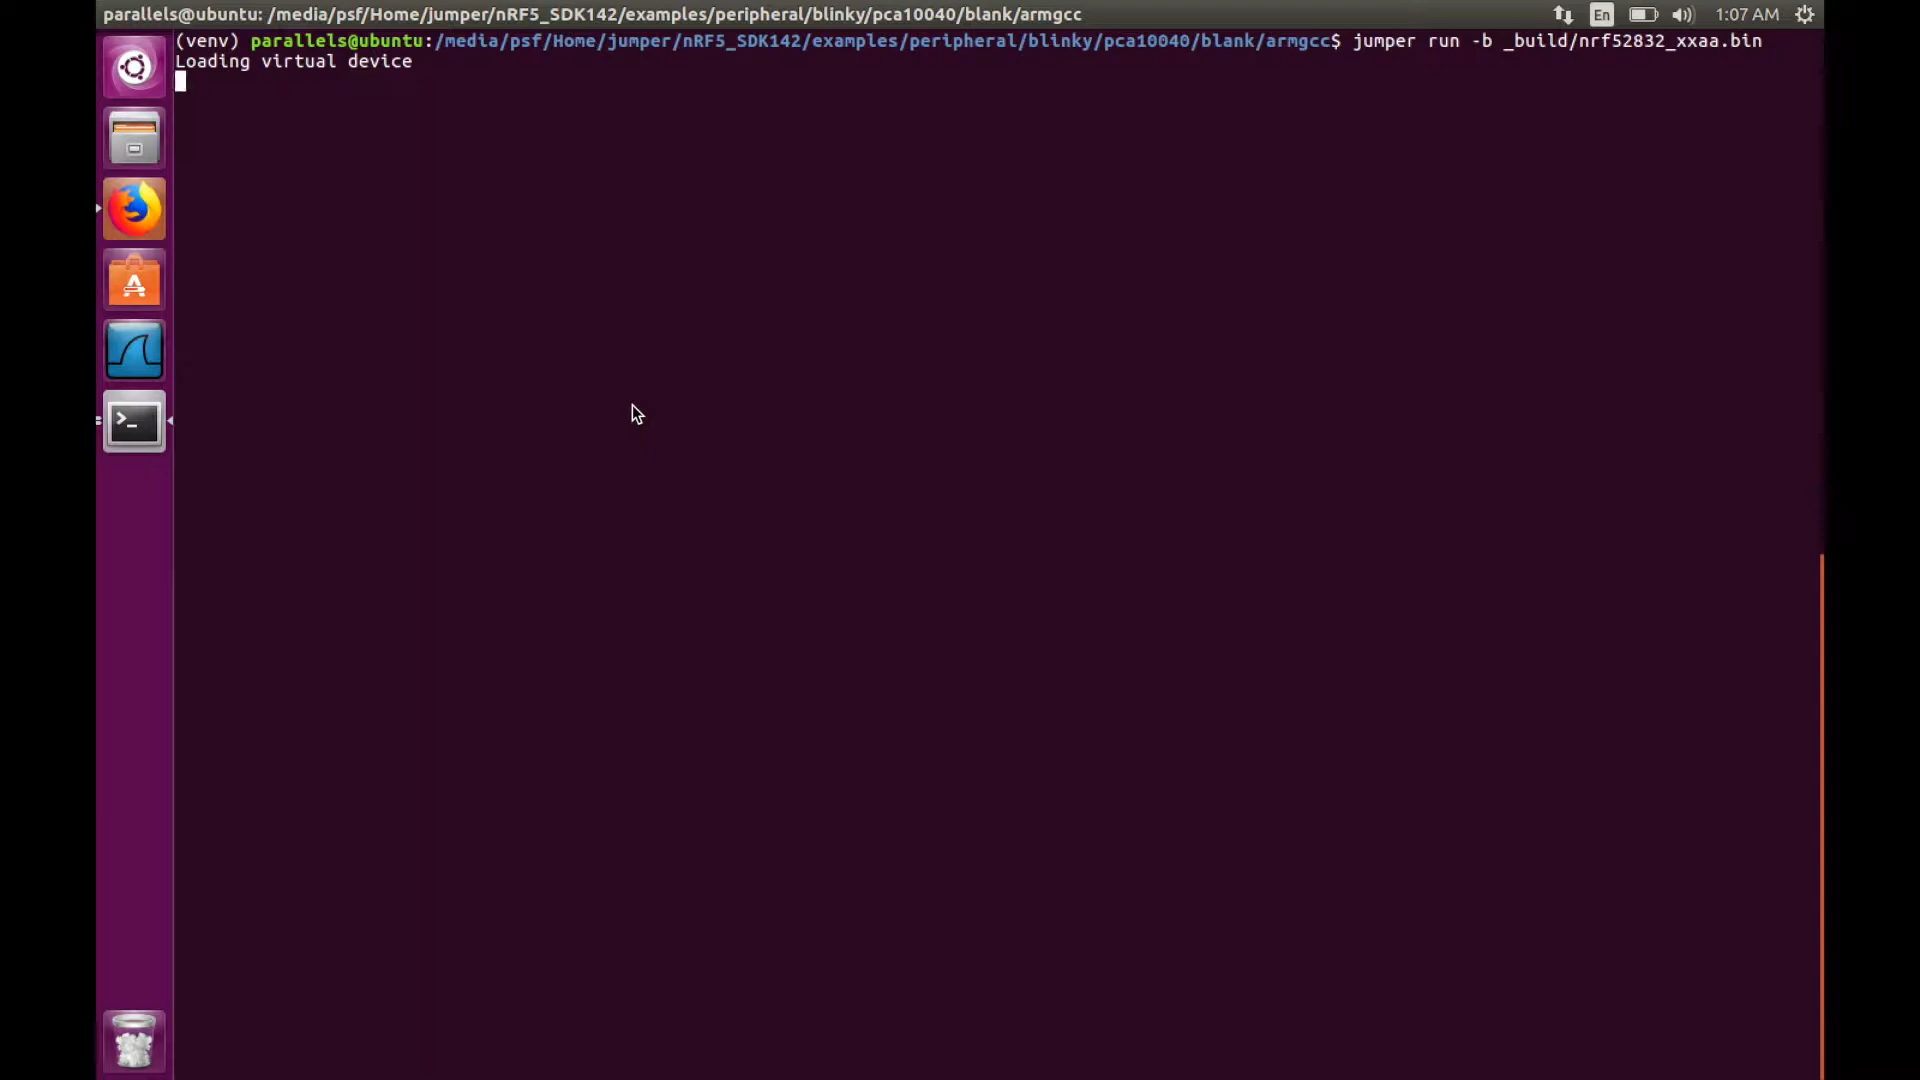 parallels@ubuntu: /media/psf/Home/jumper/nRF5_SDK142/examples/peripheral/blinky/pca10040/blank/armgcc
En
1:07 AM
(venv) parallels@ubuntu:/media/psf/Home/jumper/nRF5_SDK142/examples/peripheral/blinky/pca10040/blank/armgcc$ jumper run -b _build/nrf52832_xxaa.bin
Loading virtual device